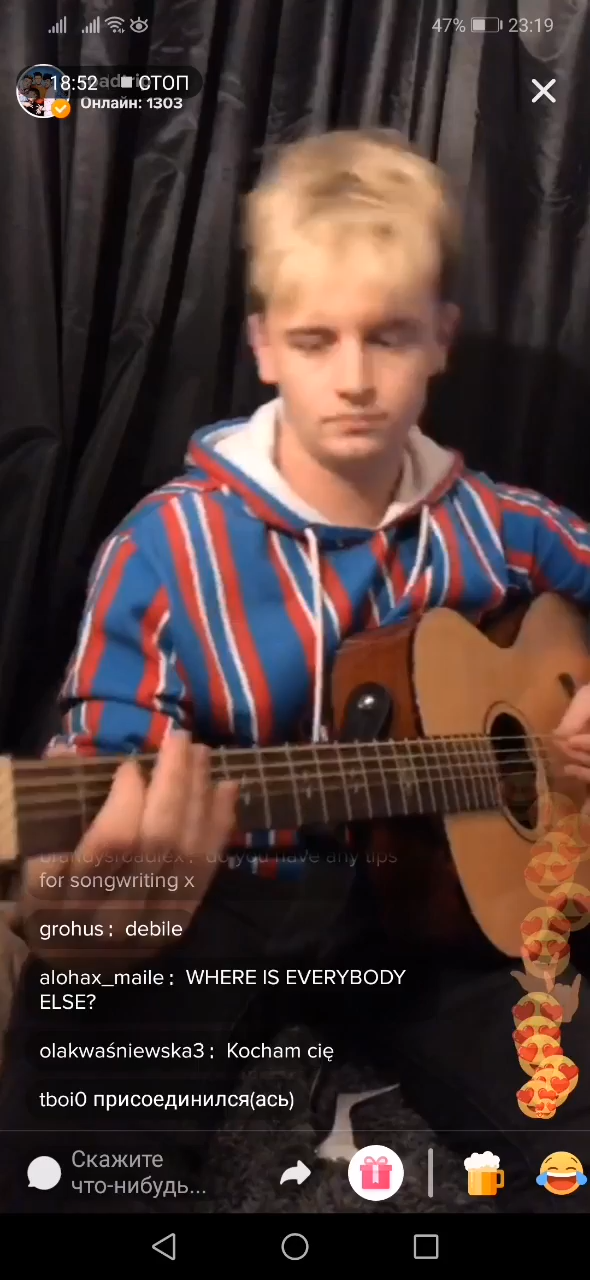 47% 23:19
18:52 СТОП
Онлайн: 1303
for songwriting x
grohus : debile
alohax_maile : WHERE IS EVERYBODY
ELSE?
olakwaśniewska3 : Kocham cię
tboi0 присоединился(ась)
Скажите
что-нибудь...